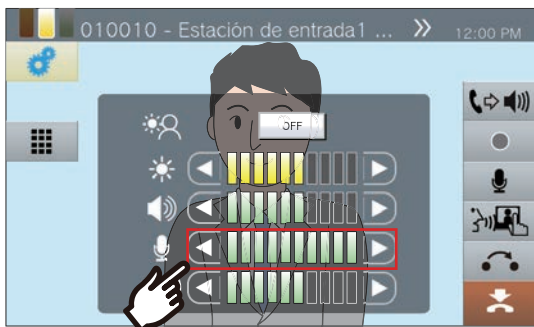 010010 - Estación de entrada1 ... » 12:00 PM
OFF